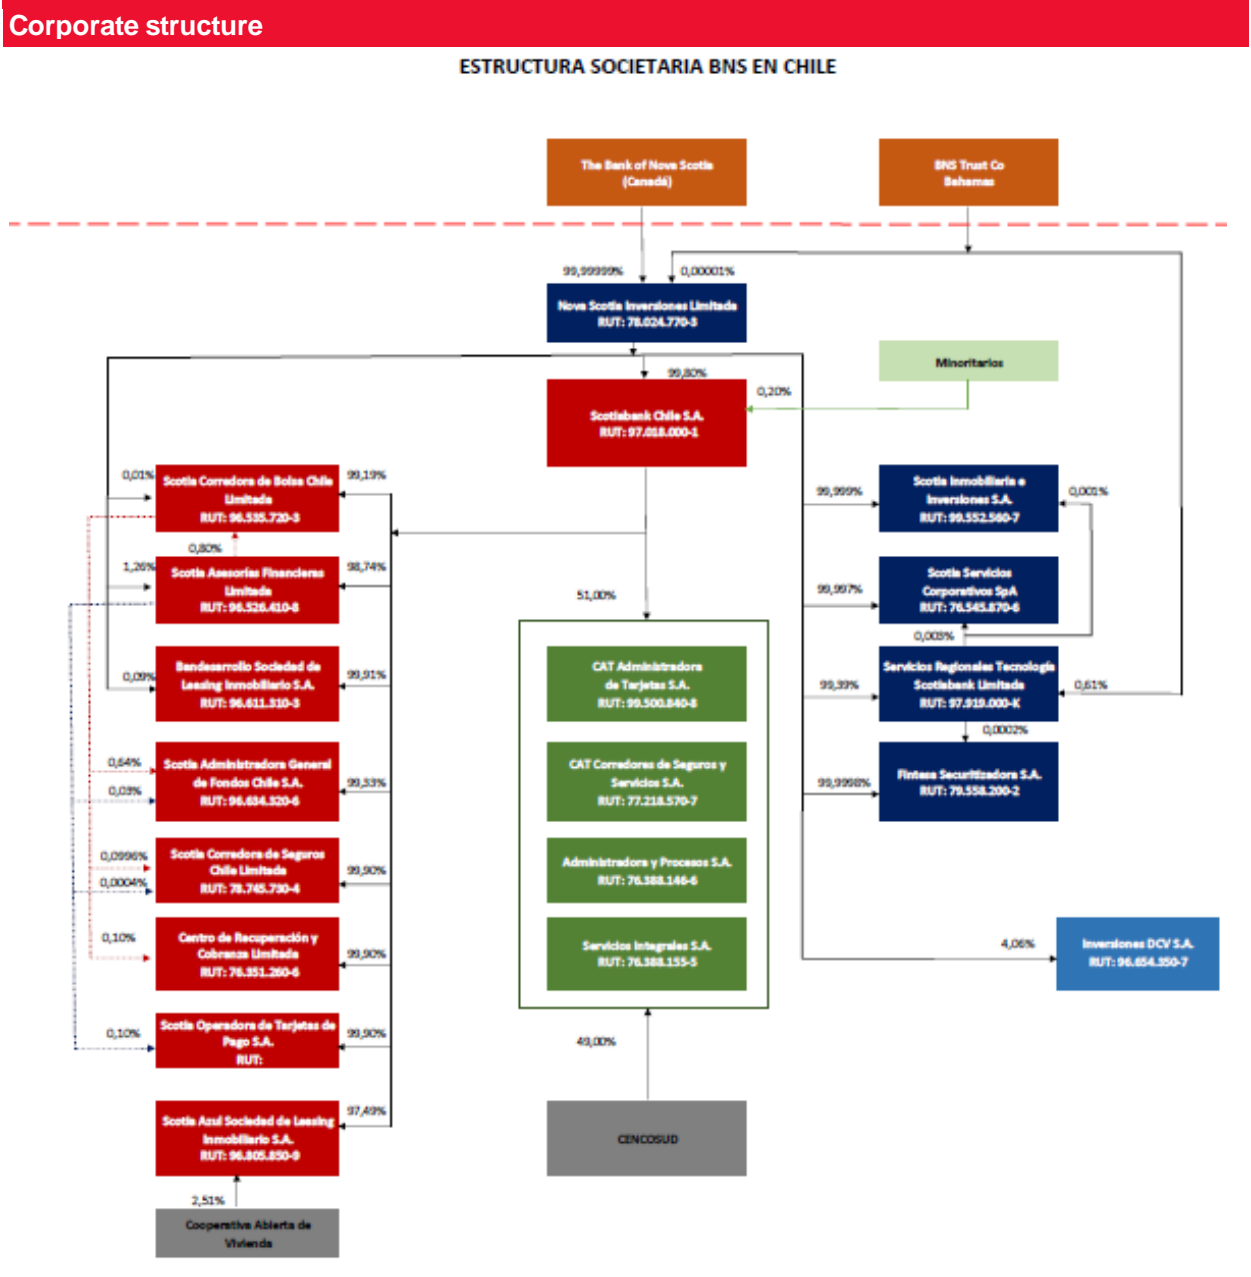 Corporate structure
ESTRUCTURA SOCIETARIA BNS EN CHILE
The Bank of Nova Scotia
(Canadá)
BNS Trust Co
Bahamas
99,99999%
0,00001%
Nova Scotia Inversiones Limitada
RUT: 78.024.770-3
Minoritarios
99,80%
0,20%
Scotiabank Chile S.A.
RUT: 97.018.000-1
0,01%
Scotia Corredora de Bolsa Chile
Limitada
RUT: 96.535.720-3
99,19%
0,80%
1,26%
Scotia Asesorías Financieras
Limitada
RUT: 96.526.410-8
98,74%
0,09%
Bandesarrollo Sociedad de
Leasing Inmobiliario S.A.
RUT: 96.611.310-3
99,91%
0,64%
0,03%
Scotia Administradora General
de Fondos Chile S.A.
RUT: 96.634.320-6
99,33%
0,0996%
0,0004%
Scotia Corredora de Seguros
Chile Limitada
RUT: 78.745.730-4
99,90%
0,10%
Centro de Recuperación y
Cobranza Limitada
RUT: 76.351.260-6
99,90%
0,10%
Scotia Operadora de Tarjetas de
Pago S.A.
RUT:
99,90%
Scotia Azul Sociedad de Leasing
Inmobiliario S.A.
RUT: 96.805.850-9
97,49%
2,51%
Cooperativa Abierta de
Vivienda
51,00%
CAT Administradora
de Tarjetas S.A.
RUT: 99.500.840-8
CAT Corredores de Seguros y
Servicios S.A.
RUT: 77.218.570-7
Administradora y Procesos S.A.
RUT: 76.388.146-6
Servicios Integrales S.A.
RUT: 76.388.155-5
49,00%
CENCOSUD
99,999%
Scotia Inmobiliaria e
Inversiones S.A.
RUT: 99.552.560-7
0,001%
99,997%
Scotia Servicios
Corporativos SpA
RUT: 76.545.870-6
0,003%
99,39%
Servicios Regionales Tecnología
Scotiabank Limitada
RUT: 97.919.000-K
0,61%
0,0002%
99,9998%
Fintesa Securitizadora S.A.
RUT: 79.558.200-2
4,06%
Inversiones DCV S.A.
RUT: 96.654.350-7